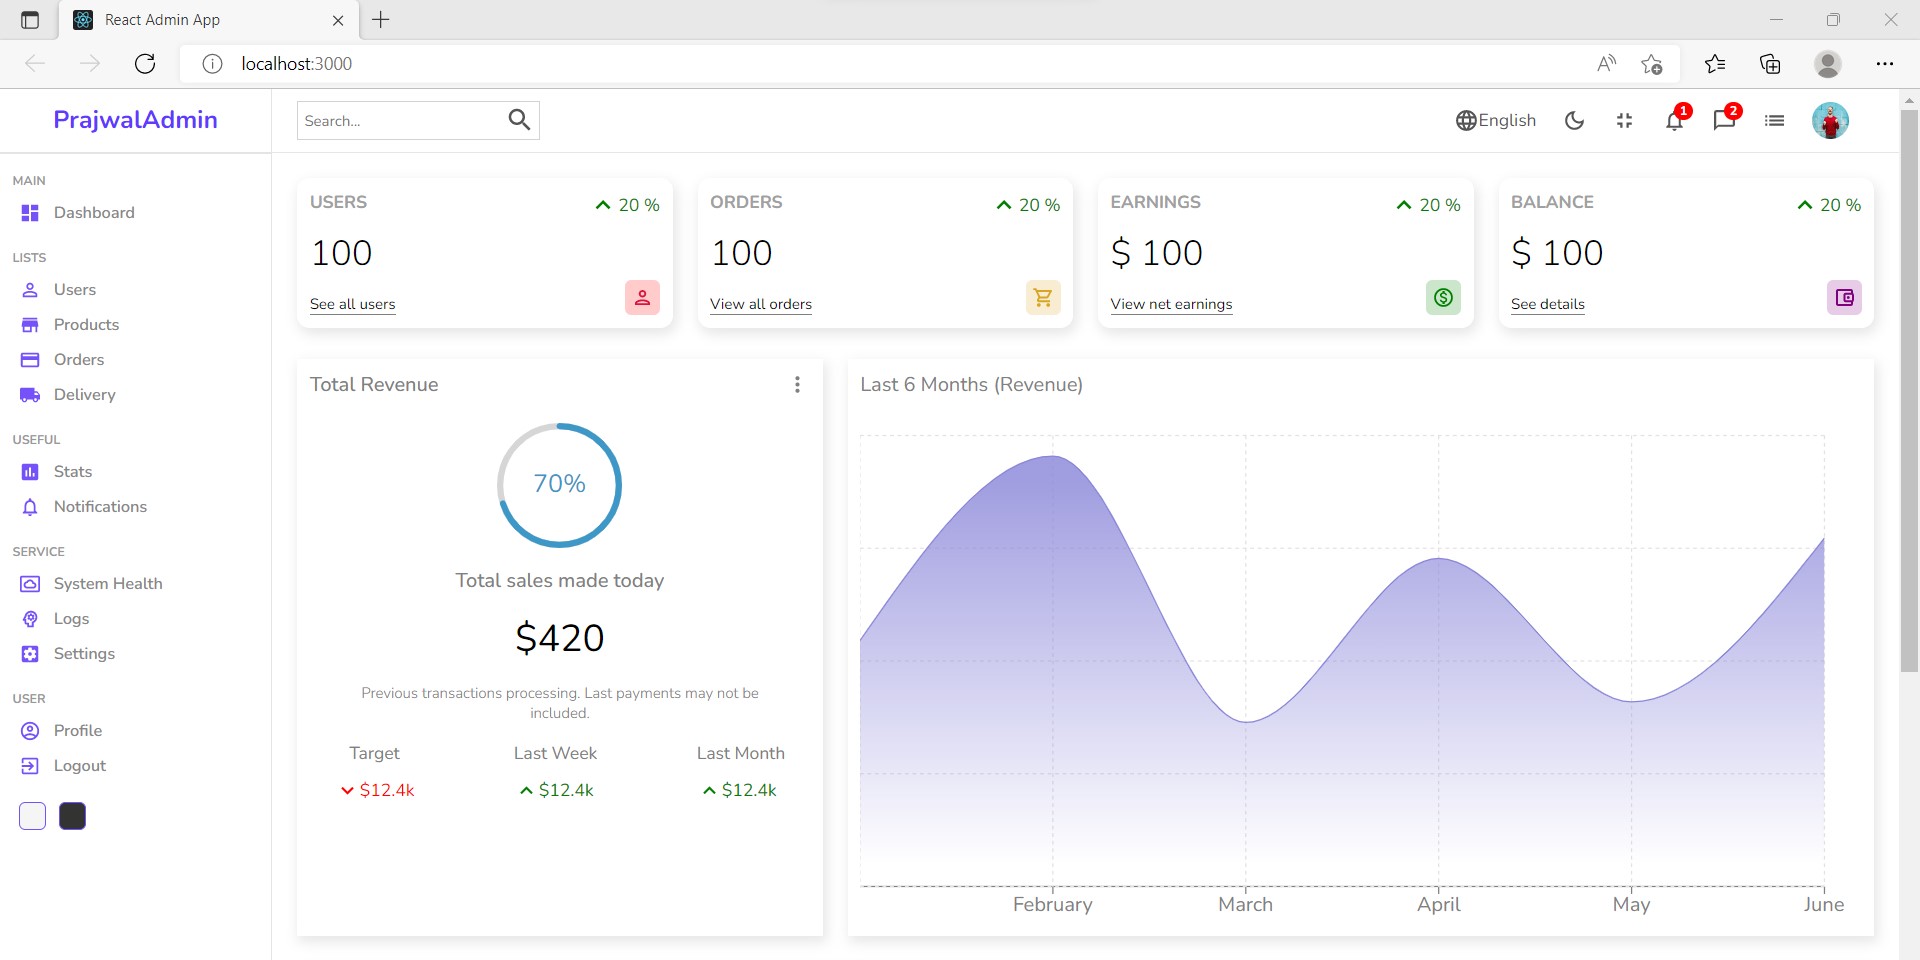 React Admin App
localhost:3000
PrajwalAdmin
Search...
English
1
2
MAIN
Dashboard
LISTS
Users
Products
Orders
Delivery
USEFUL
Stats
Notifications
SERVICE
System Health
Logs
Settings
USER
Profile
Logout
USERS
20 %
100
See all users
ORDERS
20 %
100
View all orders
EARNINGS
20 %
$ 100
View net earnings
BALANCE
20 %
$ 100
See details
Total Revenue
70%
Total sales made today
$420
Previous transactions processing. Last payments may not be
included.
Target
Last Week
Last Month
$12.4k
$12.4k
$12.4k
Last 6 Months (Revenue)
February
March
April
May
June